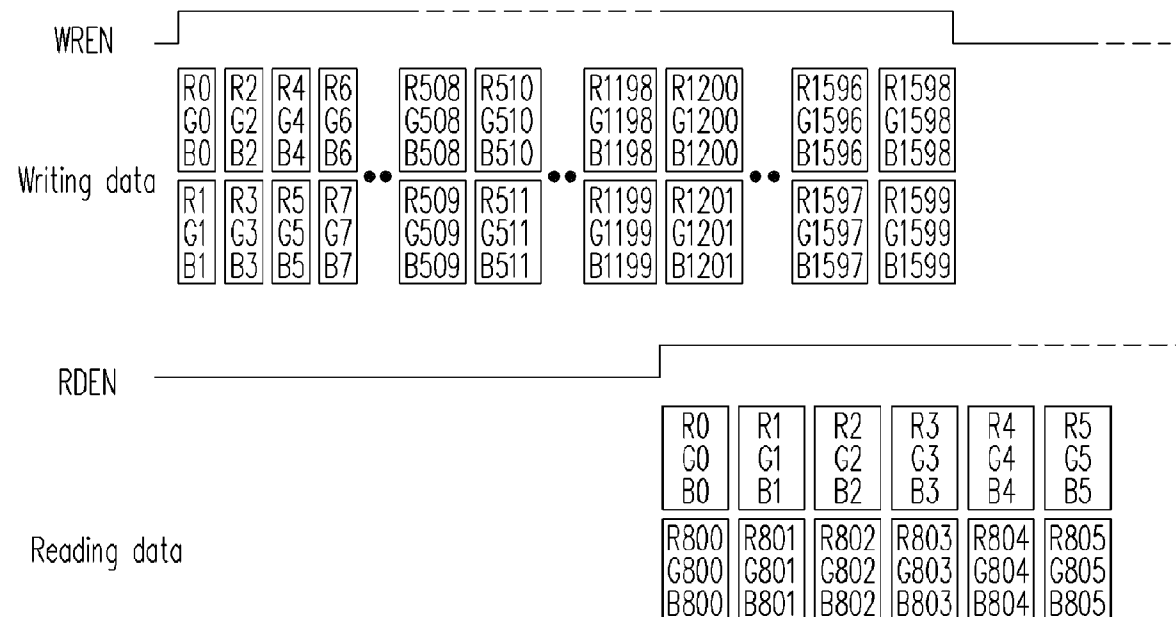 WREN
R0 R2 R4 R6 R508 R510 R1198 R1200 R1596 R1598
G0 G2 G4 G6 G508 G510 G1198 G1200 G1596 G1598
B0 B2 B4 B6 B508 B510 B1198 B1200 B1596 B1598
Writing data
R1 R3 R5 R7 R509 R511 R1199 R1201 R1597 R1599
G1 G3 G5 G7 G509 G511 G1199 G1201 G1597 G1599
B1 B3 B5 B7 B509 B511 B1199 B1201 B1597 B1599
RDEN
R0 R1 R2 R3 R4 R5
G0 G1 G2 G3 G4 G5
B0 B1 B2 B3 B4 B5
Reading data
R800 R801 R802 R803 R804 R805
G800 G801 G802 G803 G804 G805
B800 B801 B802 B803 B804 B805